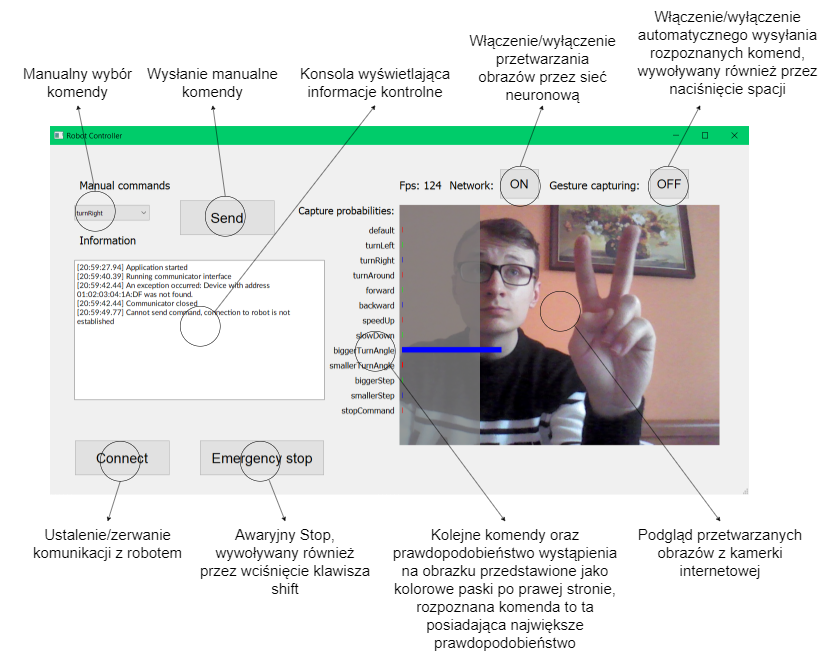 Manualny wybór
komendy
Wysłanie manualne
komendy
Konsola wyświetlająca
informacje kontrolne
Włączenie/wyłączenie
przetwarzania
obrazów przez sieć
neuronową
Włączenie/wyłączenie
automatycznego wysyłania
rozpoznanych komend,
wywoływany również przez
naciśnięcie spacji
Robot Controller
Manual commands
turnRight
Send
Information
[20:59:27.94] Application started
[20:59:40.39] Running communicator interface
[20:59:42.44] An exception occurred: Device with address
01:02:03:04:1A:DF was not found.
[20:59:42.44] Communicator closed
[20:59:49.77] Cannot send command, connection to robot is not
established
Connect
Emergency stop
Fps: 124 Network: ON Gesture capturing: OFF
Capture probabilities:
default
turnLeft
turnRight
turnAround
forward
backward
speedUp
slowDown
biggerTurnAngle
smallerTurnAngle
biggerStep
smallerStep
stopCommand
Ustalenie/zerwanie
komunikacji z robotem
Awaryjny Stop,
wywoływany również
przez wciśnięcie klawisza
shift
Kolejne komendy oraz
prawdopodobieństwo wystąpienia
na obrazku przedstawione jako
kolorowe paski po prawej stronie,
rozpoznana komenda to ta
posiadająca największe
prawdopodobieństwo
Podgląd przetwarzanych
obrazów z kamerki
internetowej